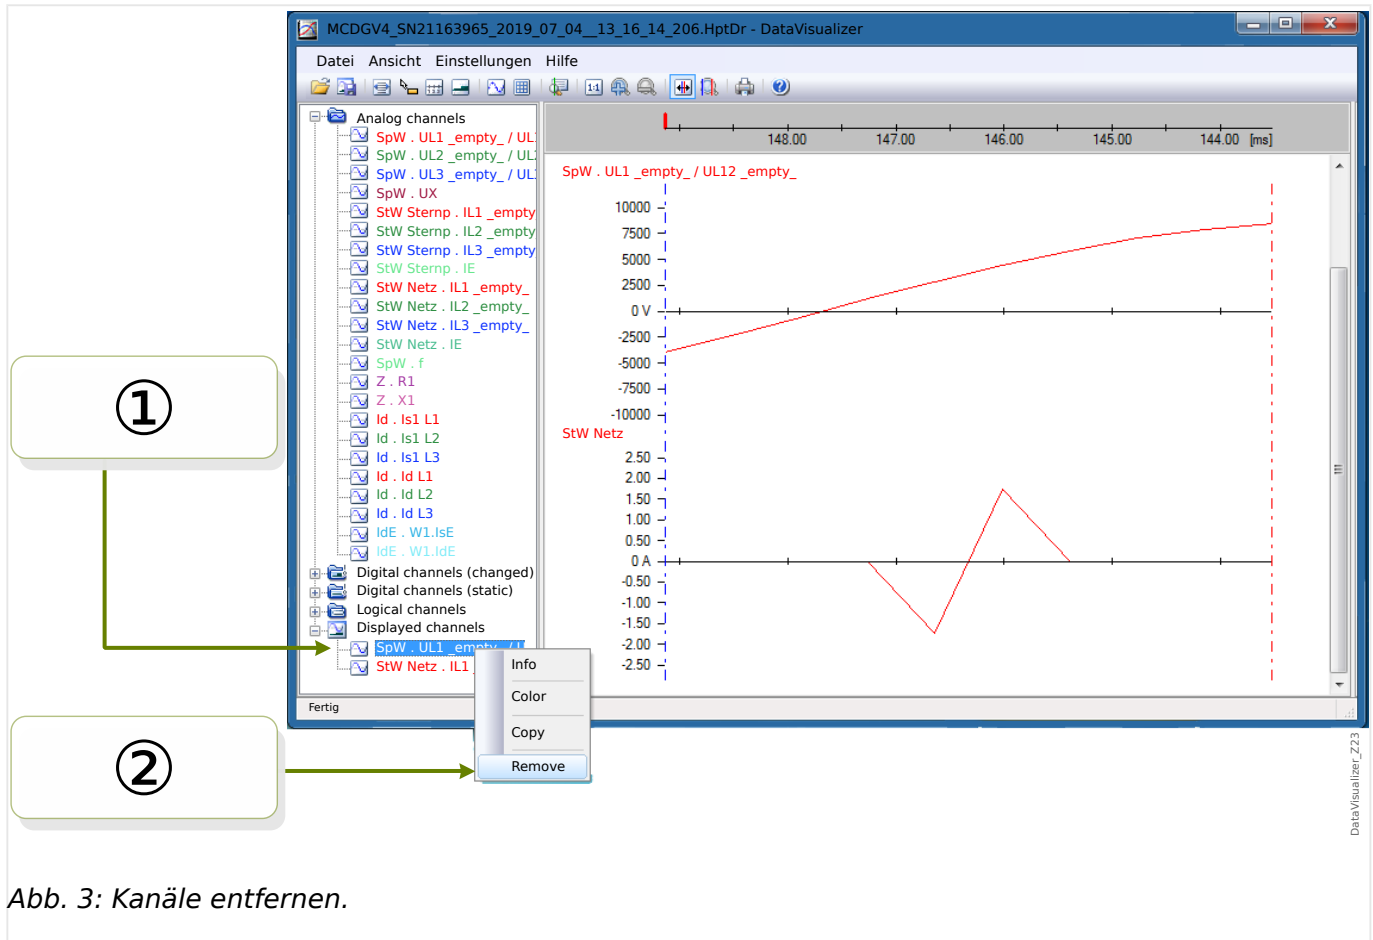 MCDGV4_SN21163965_2019_07_04__13_16_14_206.HptDr - DataVisualizer
Datei Ansicht Einstellungen Hilfe
1:1
Analog channels
SpW . UL1 _empty_ / UL
SpW . UL2 _empty_ / UL
SpW . UL3 _empty_ / UL
SpW . UX
StW Sternp . IL1 _empty
StW Sternp . IL2 _empty
StW Sternp . IL3 _empty
StW Sternp . IE
StW Netz . IL1 _empty_
StW Netz . IL2 _empty_
StW Netz . IL3 _empty_
StW Netz . IE
SpW . f
Z . R1
Z . X1
Id . Is1 L1
Id . Is1 L2
Id . Is1 L3
Id . Id L1
Id . Id L2
Id . Id L3
IdE . W1.IsE
IdE . W1.IdE
Digital channels (changed)
Digital channels (static)
Logical channels
Displayed channels
SpW . UL1 _empty_ / U
StW Netz . IL1
Info
Color
Copy
Remove
148.00 147.00 146.00 145.00 144.00 [ms]
SpW . UL1 _empty_ / UL12 _empty_
10000
7500
5000
2500
0 V
-2500
-5000
-7500
-10000
StW Netz
2.50
2.00
1.50
1.00
0.50
0 A
-0.50
-1.00
-1.50
-2.00
-2.50
Fertig
①
②
DataVisualizer_Z23
Abb. 3: Kanäle entfernen.